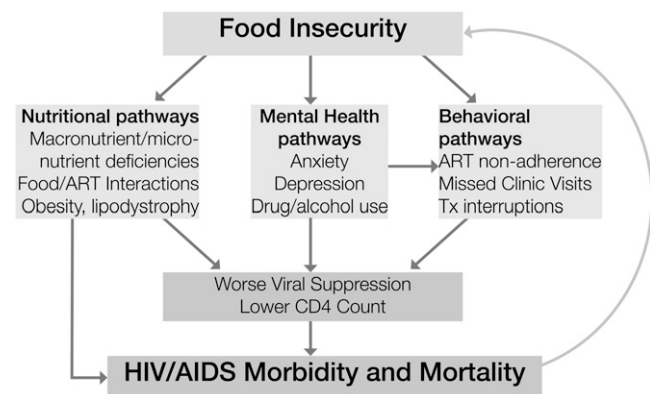 Food Insecurity
Nutritional pathways
Macronutrient/micro-
nutrient deficiencies
Food/ART Interactions
Obesity, lipodystrophy
Mental Health
pathways
Anxiety
Depression
Drug/alcohol use
Behavioral
pathways
ART non-adherence
Missed Clinic Visits
Tx interruptions
Worse Viral Suppression
Lower CD4 Count
HIV/AIDS Morbidity and Mortality